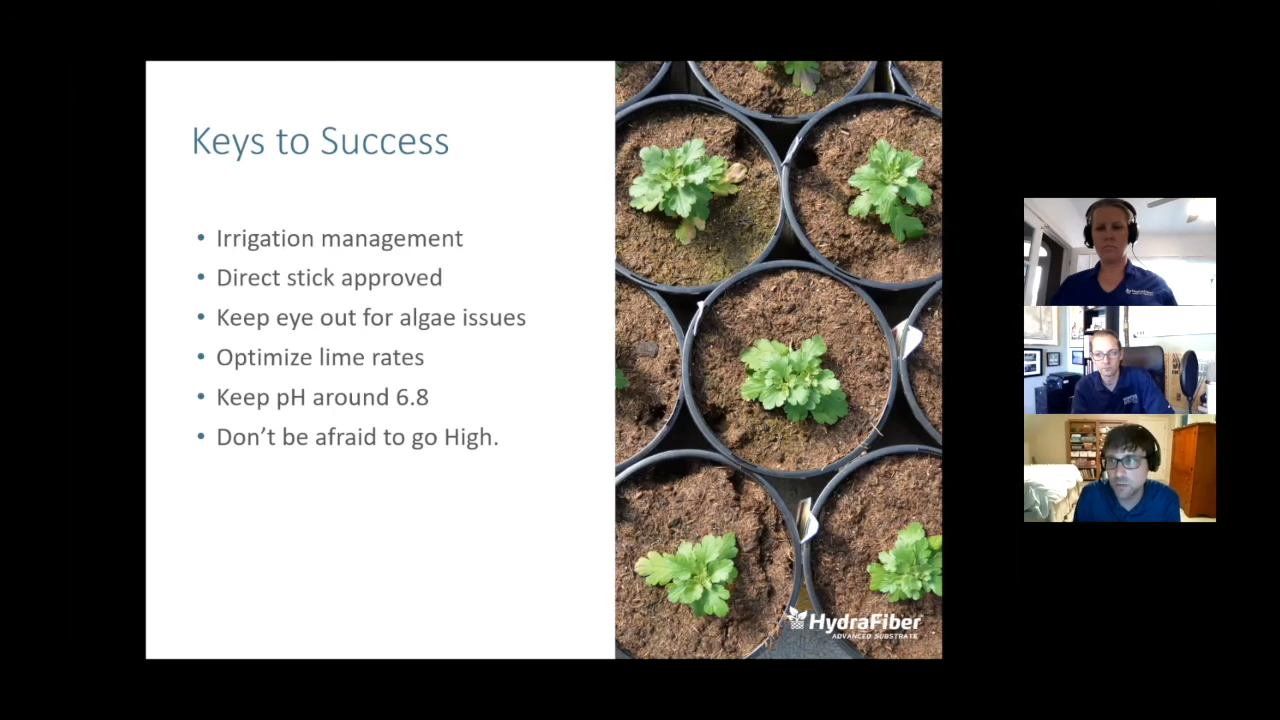 Keys to Success
• Irrigation management
• Direct stick approved
• Keep eye out for algae issues
• Optimize lime rates
• Keep pH around 6.8
• Don’t be afraid to go High.
HydraFiber
ADVANCED SUBSTRATE
HydraFiber